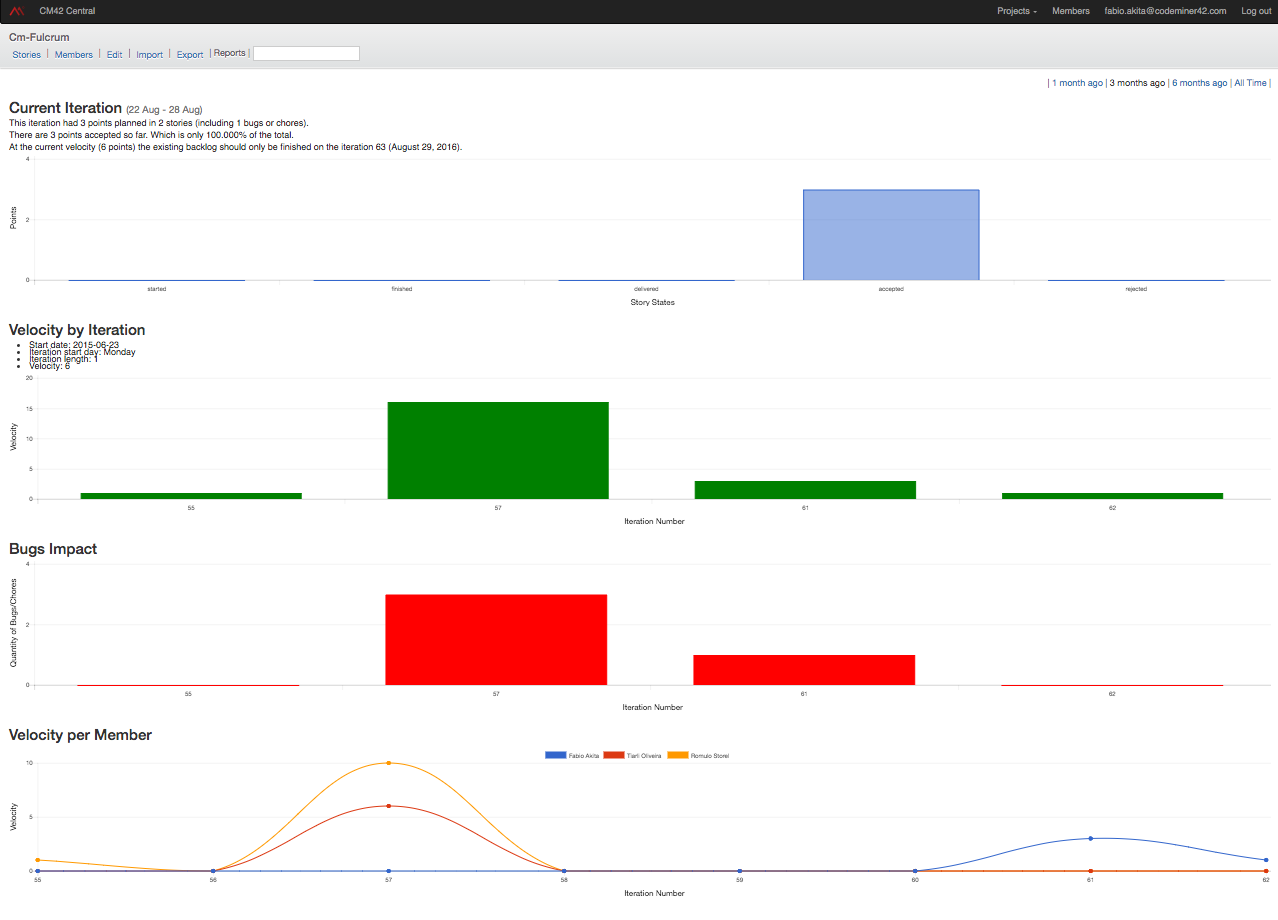 CM42 Central Projects Members fabio.akita@codeminer42.com Log out
Cm-Fulcrum
Stories | Members | Edit | Import | Export | Reports |
| 1 month ago | 3 months ago | 6 months ago | All Time |
Current Iteration (22 Aug - 28 Aug)
This iteration had 3 points planned in 2 stories (including 1 bugs or chores).
There are 3 points accepted so far. Which is only 100.000% of the total.
At the current velocity (6 points) the existing backlog should only be finished on the iteration 63 (August 29, 2016).
4
2
0
Points
started finished delivered accepted rejected
Story States
Velocity by Iteration
• Start date: 2015-06-23
• Iteration start day: Monday
• Iteration length: 1
• Velocity: 6
20
15
10
5
0
Velocity
55 57 61 62
Iteration Number
Bugs Impact
4
2
0
Quantity of Bugs/Chores
55 57 61 62
Iteration Number
Velocity per Member
Fabio Akita Tiarli Oliveira Romulo Storel
10
5
0
Velocity
55 56 57 58 59 60 61 62
Iteration Number